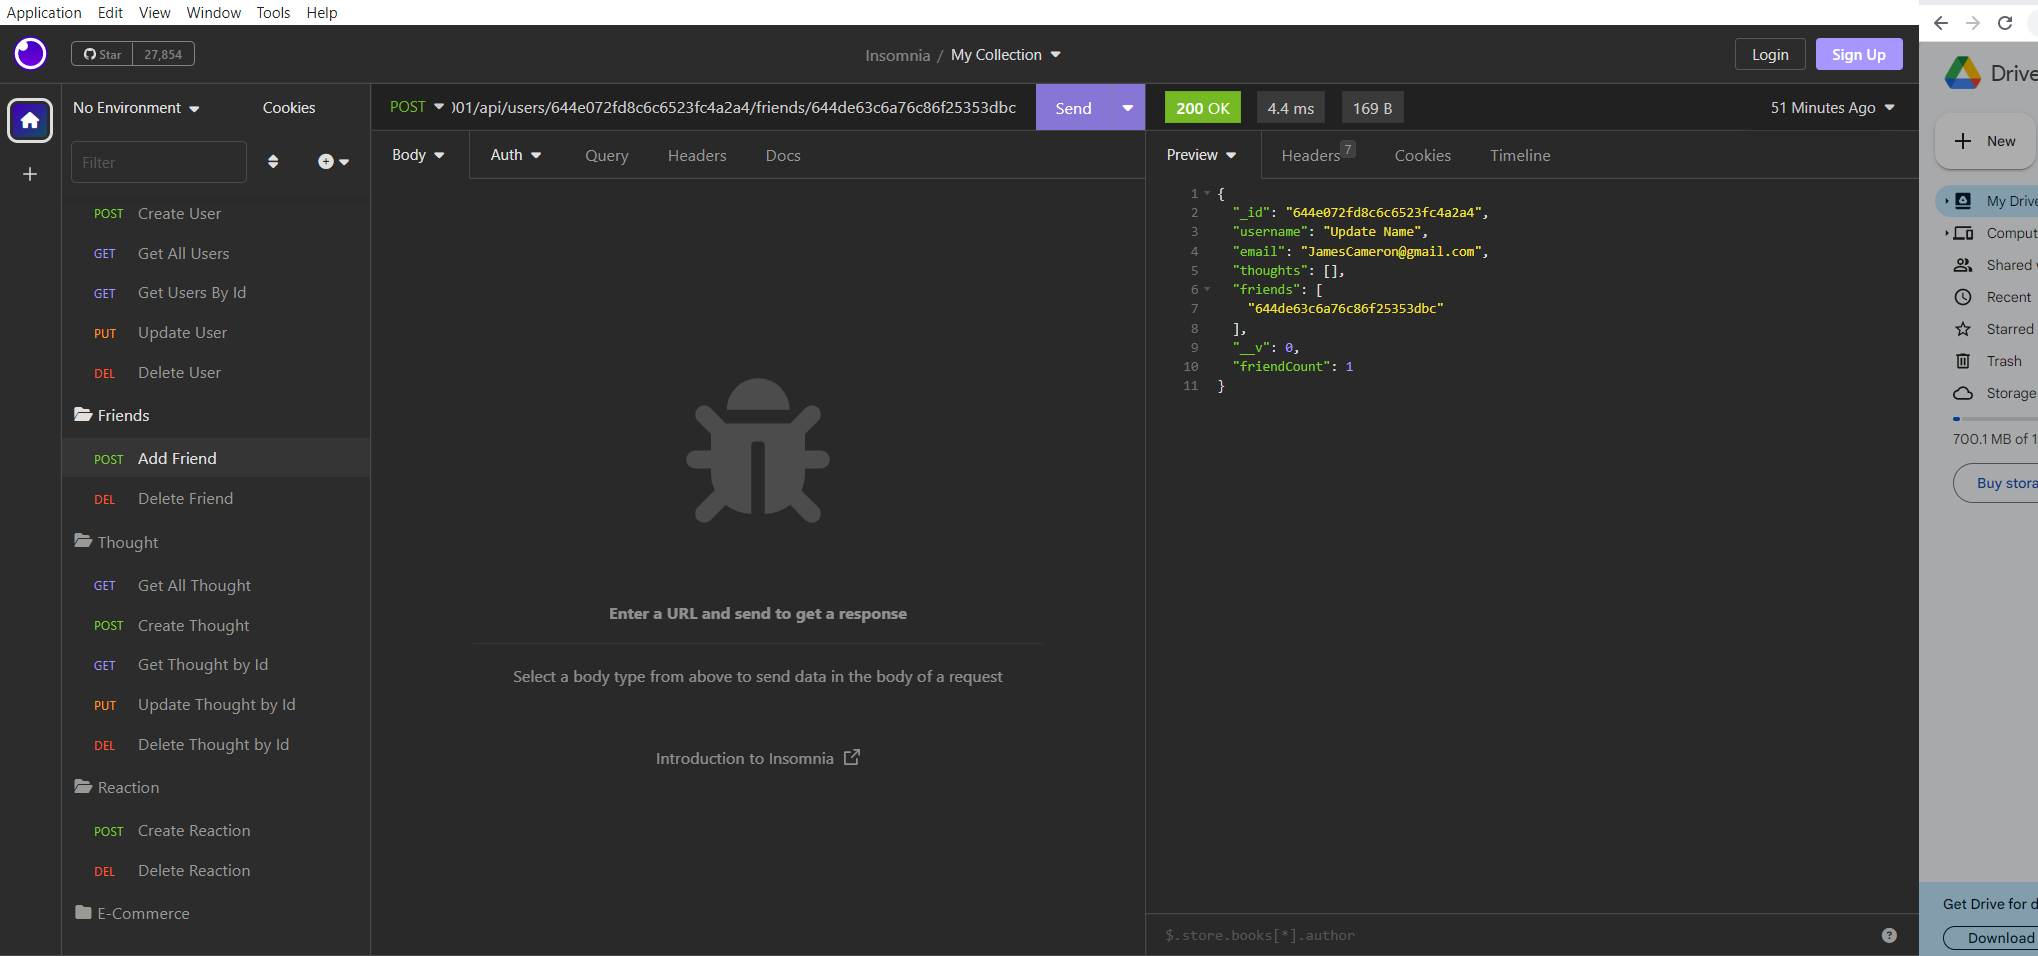 Application Edit View Window Tools Help
Star 27,854
Insomnia / My Collection
Login Sign Up
No Environment Cookies
Filter
POST Create User
GET Get All Users
GET Get Users By Id
PUT Update User
DEL Delete User
Friends
POST Add Friend
DEL Delete Friend
Thought
GET Get All Thought
POST Create Thought
GET Get Thought by Id
PUT Update Thought by Id
DEL Delete Thought by Id
Reaction
POST Create Reaction
DEL Delete Reaction
E-Commerce
POST 001/api/users/644e072fd8c6c6523fc4a2a4/friends/644de63c6a76c86f25353dbc Send
Body Auth Query Headers Docs
Enter a URL and send to get a response
Select a body type from above to send data in the body of a request
Introduction to Insomnia
200 OK 4.4 ms 169 B 51 Minutes Ago
Preview Headers 7 Cookies Timeline
1 {
2 "_id": "644e072fd8c6c6523fc4a2a4",
3 "username": "Update Name",
4 "email": "JamesCameron@gmail.com",
5 "thoughts": [],
6 "friends": [
7 "644de63c6a76c86f25353dbc"
8 ],
9 "__v": 0,
10 "friendCount": 1
11 }
$.store.books[*].author
?
Drive
New
My Drive
Comput
Shared
Recent
Starred
Trash
Storage
700.1 MB of 1
Buy stora
Get Drive for d
Download